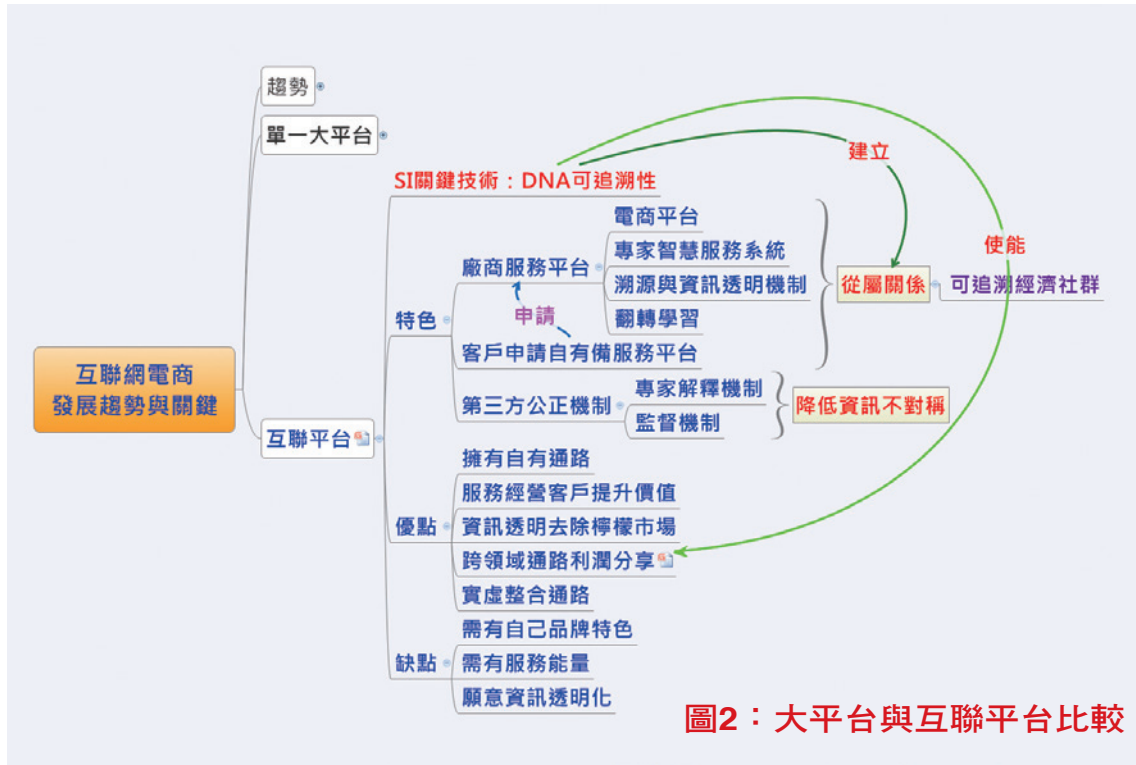 趨勢
單一大平台
SI關鍵技術：DNA可追溯性
建立
使能
電商平台
專家智慧服務系統
廠商服務平台
溯源與資訊透明機制
翻轉學習
從屬關係
可追溯經濟社群
特色
申請
客戶申請自有備服務平台
第三方公正機制
專家解釋機制
監督機制
降低資訊不對稱
互聯網電商
發展趨勢與關鍵
互聯平台
擁有自有通路
服務經營客戶提升價值
優點
資訊透明去除檸檬市場
跨領域通路利潤分享
實虛整合通路
需有自己品牌特色
缺點
需有服務能量
願意資訊透明化
圖2：大平台與互聯平台比較